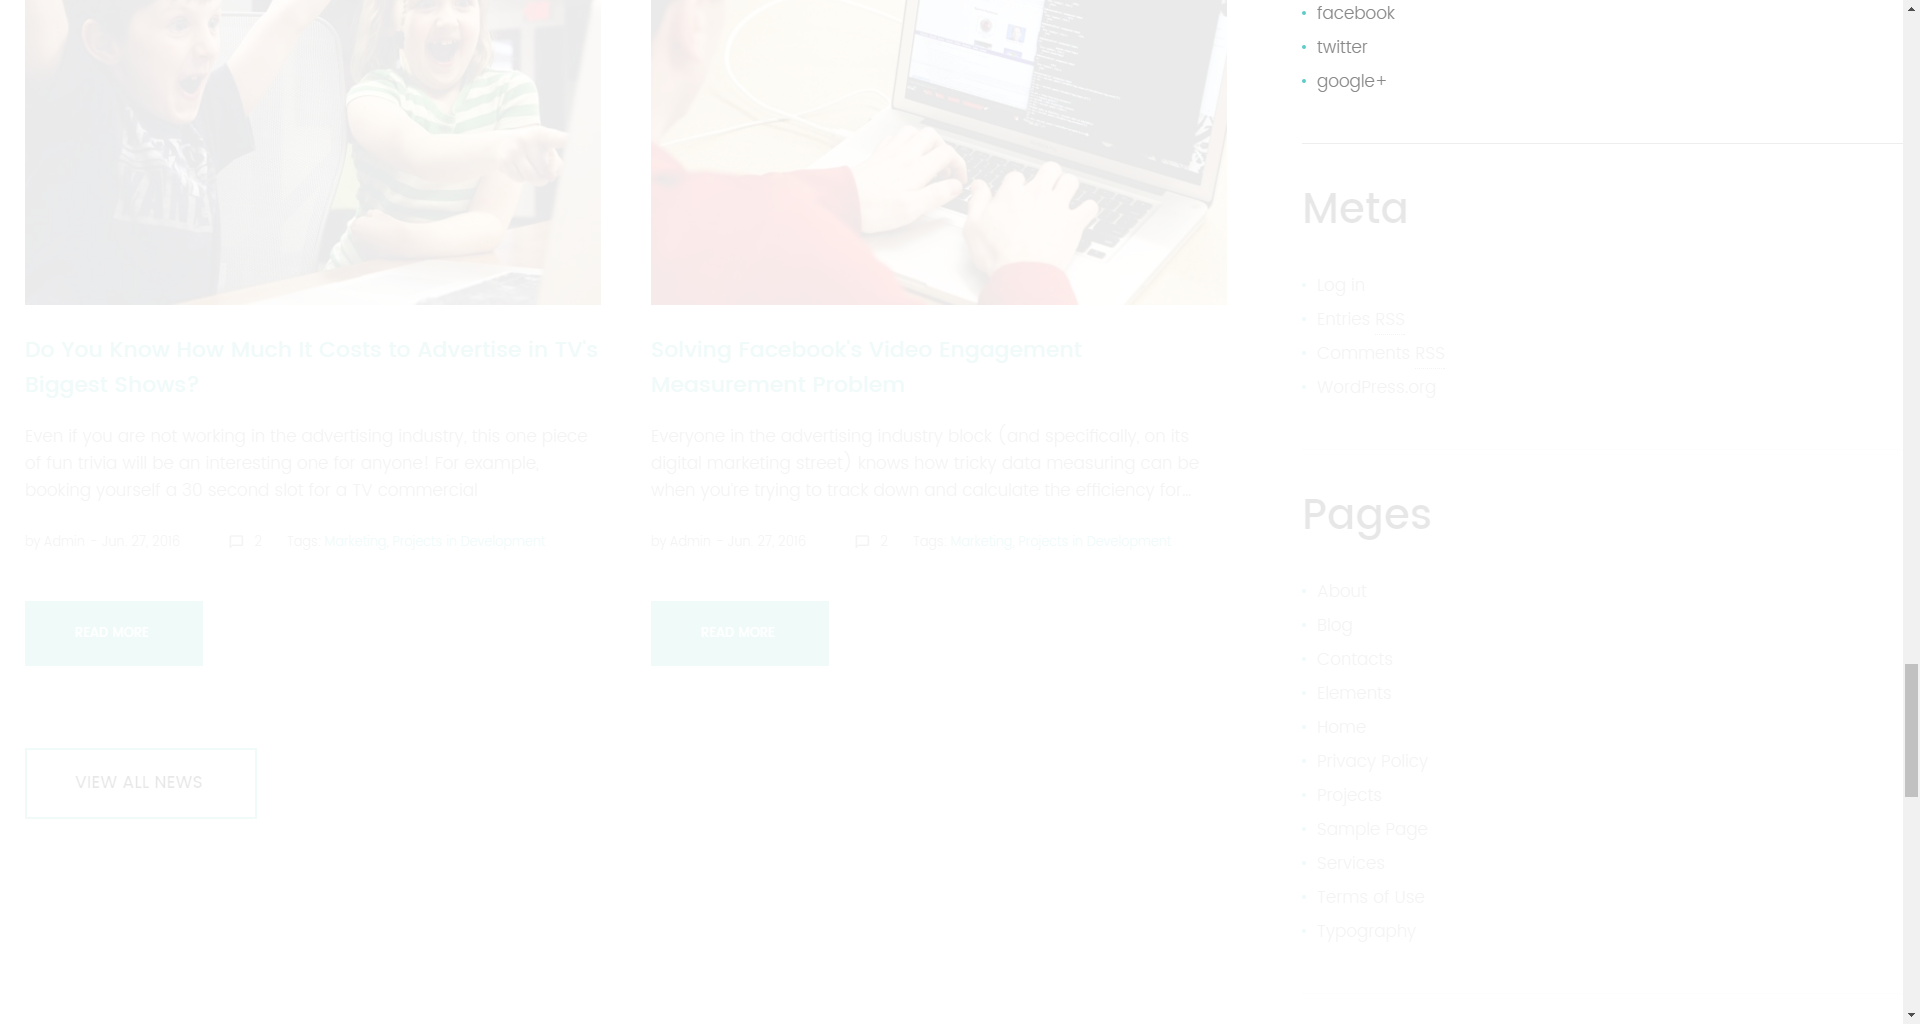 Do You Know How Much It Costs to Advertise in TV's
Biggest Shows?
Even if you are not working in the advertising industry, this one piece
of fun trivia will be an interesting one for anyone! For example,
booking yourself a 30 second slot for a TV commercial
by Admin - Jun, 27, 2016 2 Tags: Marketing, Projects in Development
READ MORE
Solving Facebook's Video Engagement
Measurement Problem
Everyone in the advertising industry block (and specifically, on its
digital marketing street) knows how tricky data measuring can be
when you're trying to track down and calculate the efficiency for...
by Admin - Jun, 27, 2016 2 Tags: Marketing, Projects in Development
READ MORE
VIEW ALL NEWS
facebook
twitter
google+
Meta
Log in
Entries RSS
Comments RSS
WordPress.org
Pages
About
Blog
Contacts
Elements
Home
Privacy Policy
Projects
Sample Page
Services
Terms of Use
Typography